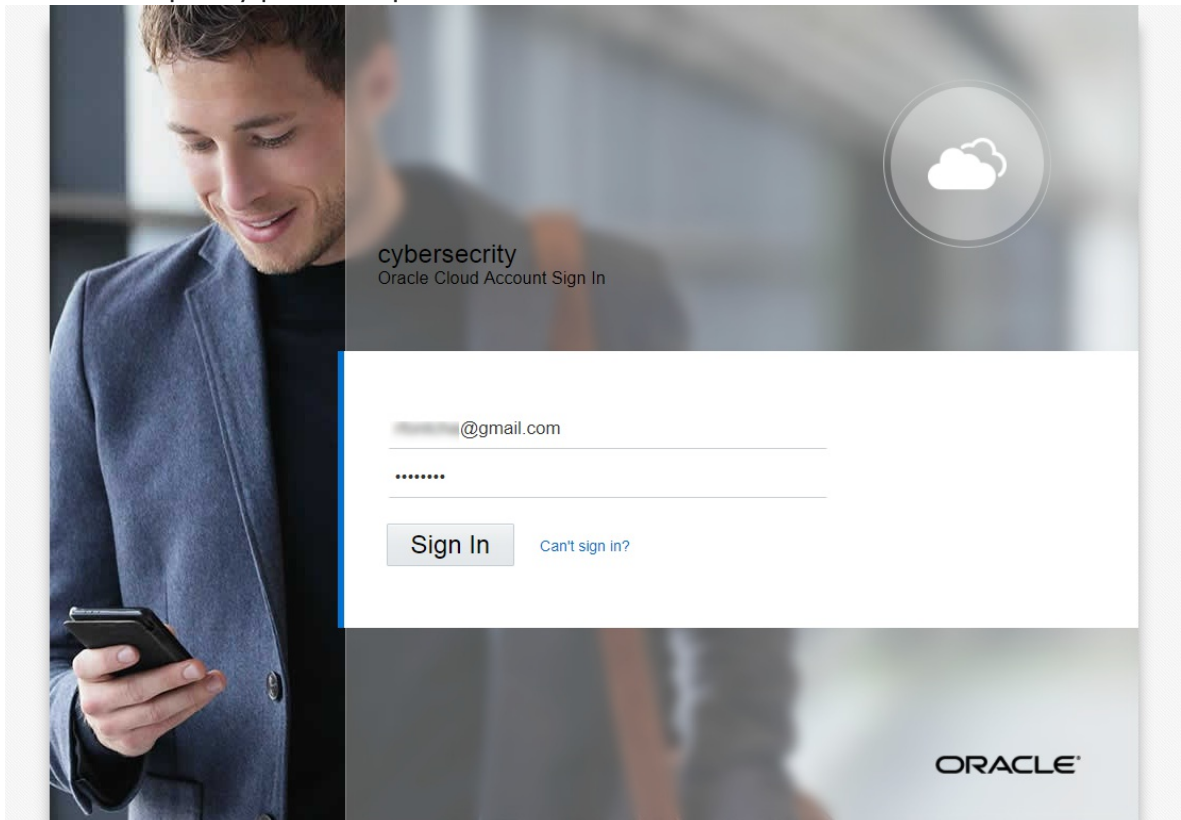 cybersecrity
Oracle Cloud Account Sign In
@gmail.com
••••••••
Sign In
Can't sign in?
ORACLE